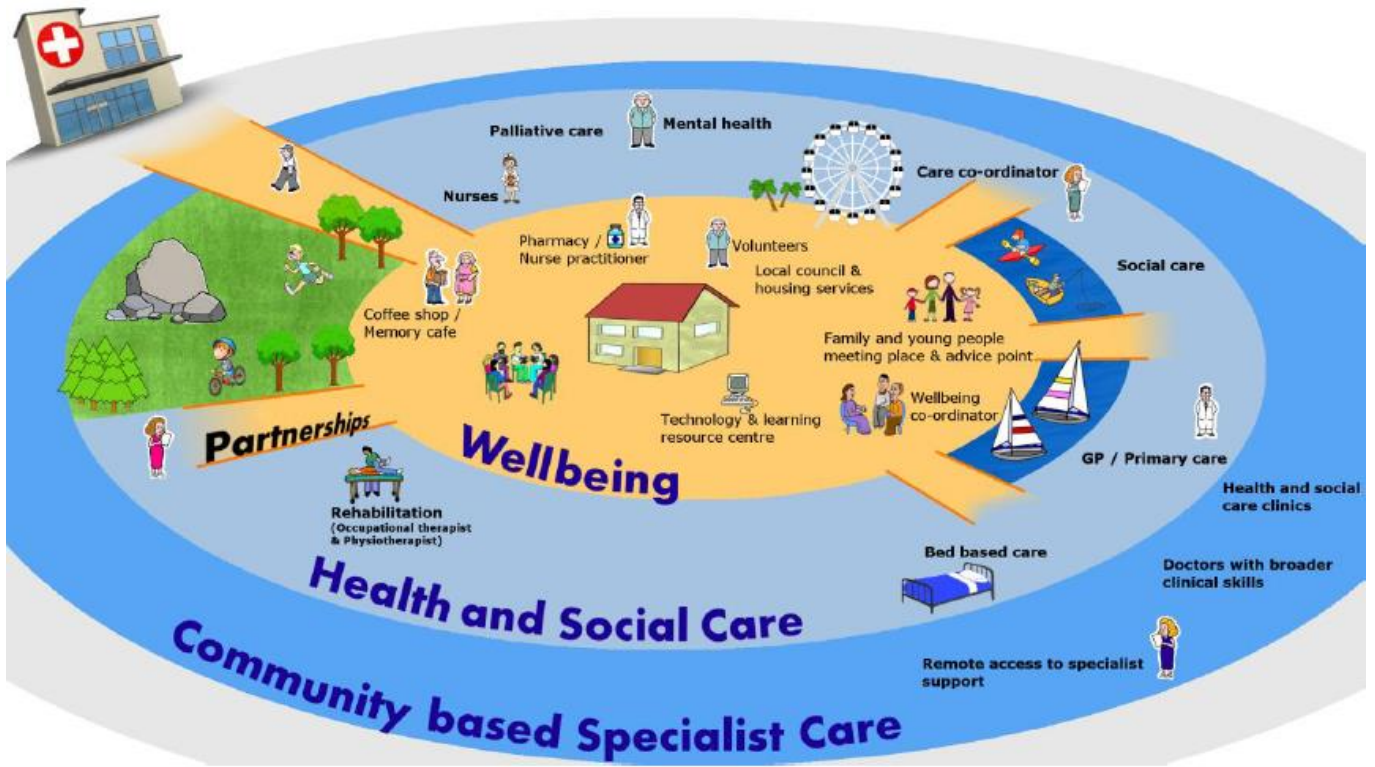 Palliative care
Mental health
Care co-ordinator
Nurses
Pharmacy /
Nurse practitioner
Volunteers
Local council &
housing services
Social care
Coffee shop /
Memory cafe
Family and young people
meeting place & advice point
Wellbeing
co-ordinator
Technology & learning
resource centre
Partnerships
Wellbeing
GP / Primary care
Health and social
care clinics
Rehabilitation
(Occupational therapist
& Physiotherapist)
Bed based care
Doctors with broader
clinical skills
Health and Social Care
Remote access to specialist
support
Community based Specialist Care